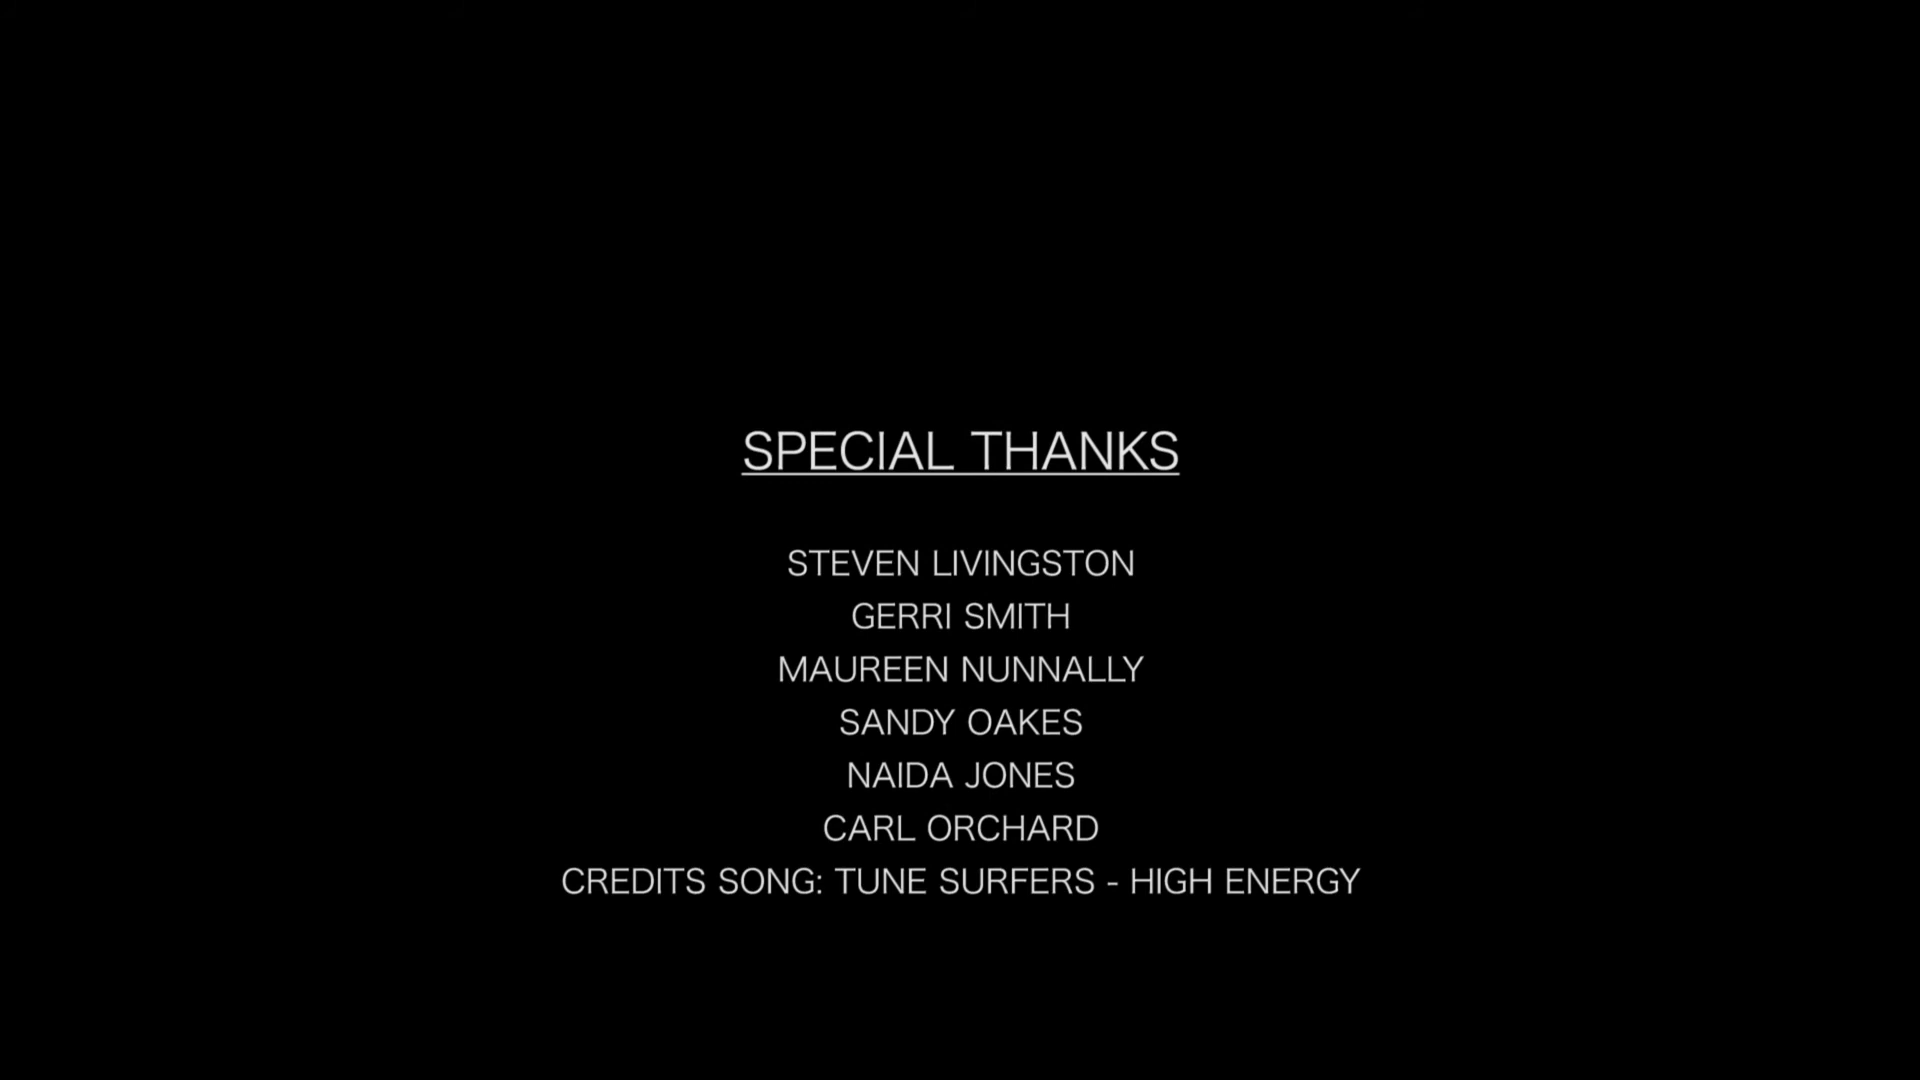 SPECIAL THANKS
STEVEN LIVINGSTON
GERRI SMITH
MAUREEN NUNNALLY
SANDY OAKES
NAIDA JONES
CARL ORCHARD
CREDITS SONG: TUNE SURFERS - HIGH ENERGY